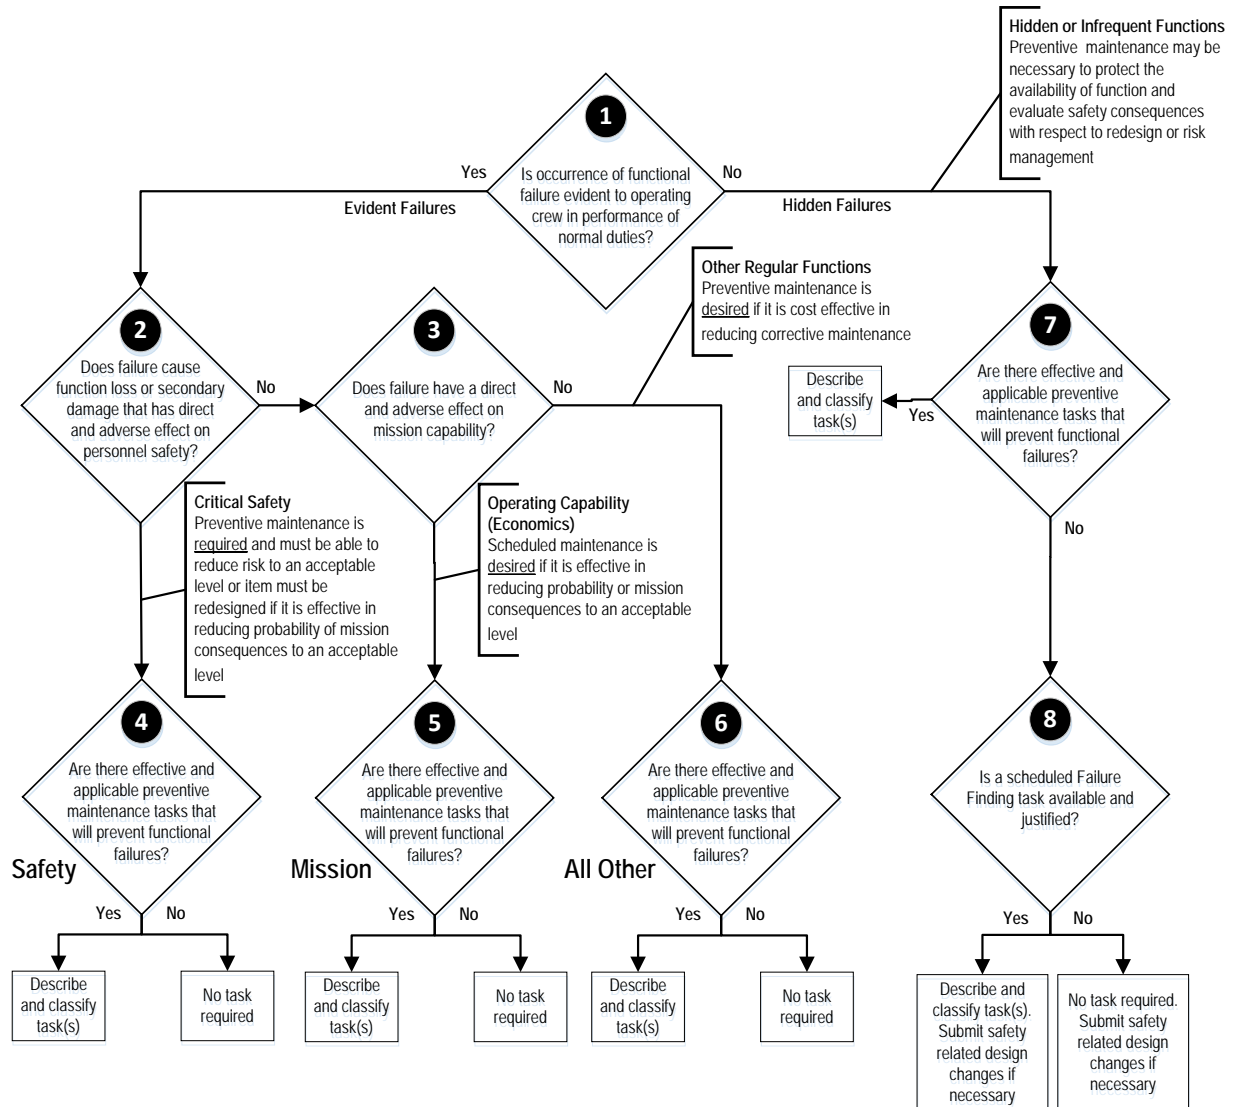 Hidden or Infrequent Functions
Preventive maintenance may be
necessary to protect the
availability of function and
evaluate safety consequences
with respect to redesign or risk
management
1
Is occurrence of functional
failure evident to operating
crew in performance of
normal duties?
Yes
No
Evident Failures
Hidden Failures
Other Regular Functions
Preventive maintenance is
desired if it is cost effective in
reducing corrective maintenance
2
Does failure cause
function loss or secondary
damage that has direct
and adverse effect on
personnel safety?
No
3
Does failure have a direct
and adverse effect on
mission capability?
No
7
Are there effective and
applicable preventive
maintenance tasks that
will prevent functional
failures?
Yes
Describe
and classify
task(s)
No
Critical Safety
Preventive maintenance is
required and must be able to
reduce risk to an acceptable
level or item must be
redesigned if it is effective in
reducing probability of mission
consequences to an acceptable
level
Operating Capability
(Economics)
Scheduled maintenance is
desired if it is effective in
reducing probability or mission
consequences to an acceptable
level
4
Are there effective and
applicable preventive
maintenance tasks that
will prevent functional
failures?
Safety
Yes
No
Describe
and classify
task(s)
No task
required
5
Are there effective and
applicable preventive
maintenance tasks that
will prevent functional
failures?
Mission
Yes
No
Describe
and classify
task(s)
No task
required
6
Are there effective and
applicable preventive
maintenance tasks that
will prevent functional
failures?
All Other
Yes
No
Describe
and classify
task(s)
No task
required
8
Is a scheduled Failure
Finding task available and
justified?
Yes
No
Describe and
classify task(s).
Submit safety
related design
changes if
necessary
No task required.
Submit safety
related design
changes if
necessary